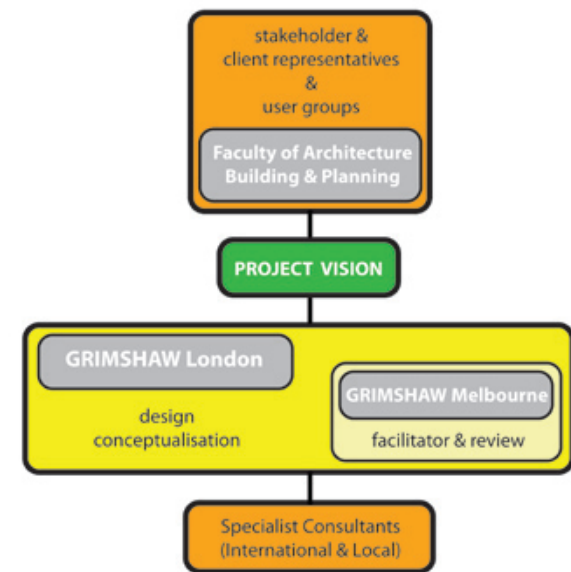 stakeholder &
client representatives
&
user groups
Faculty of Architecture
Building & Planning
PROJECT VISION
GRIMSHAW London
design
conceptualisation
GRIMSHAW Melbourne
facilitator & review
Specialist Consultants
(International & Local)